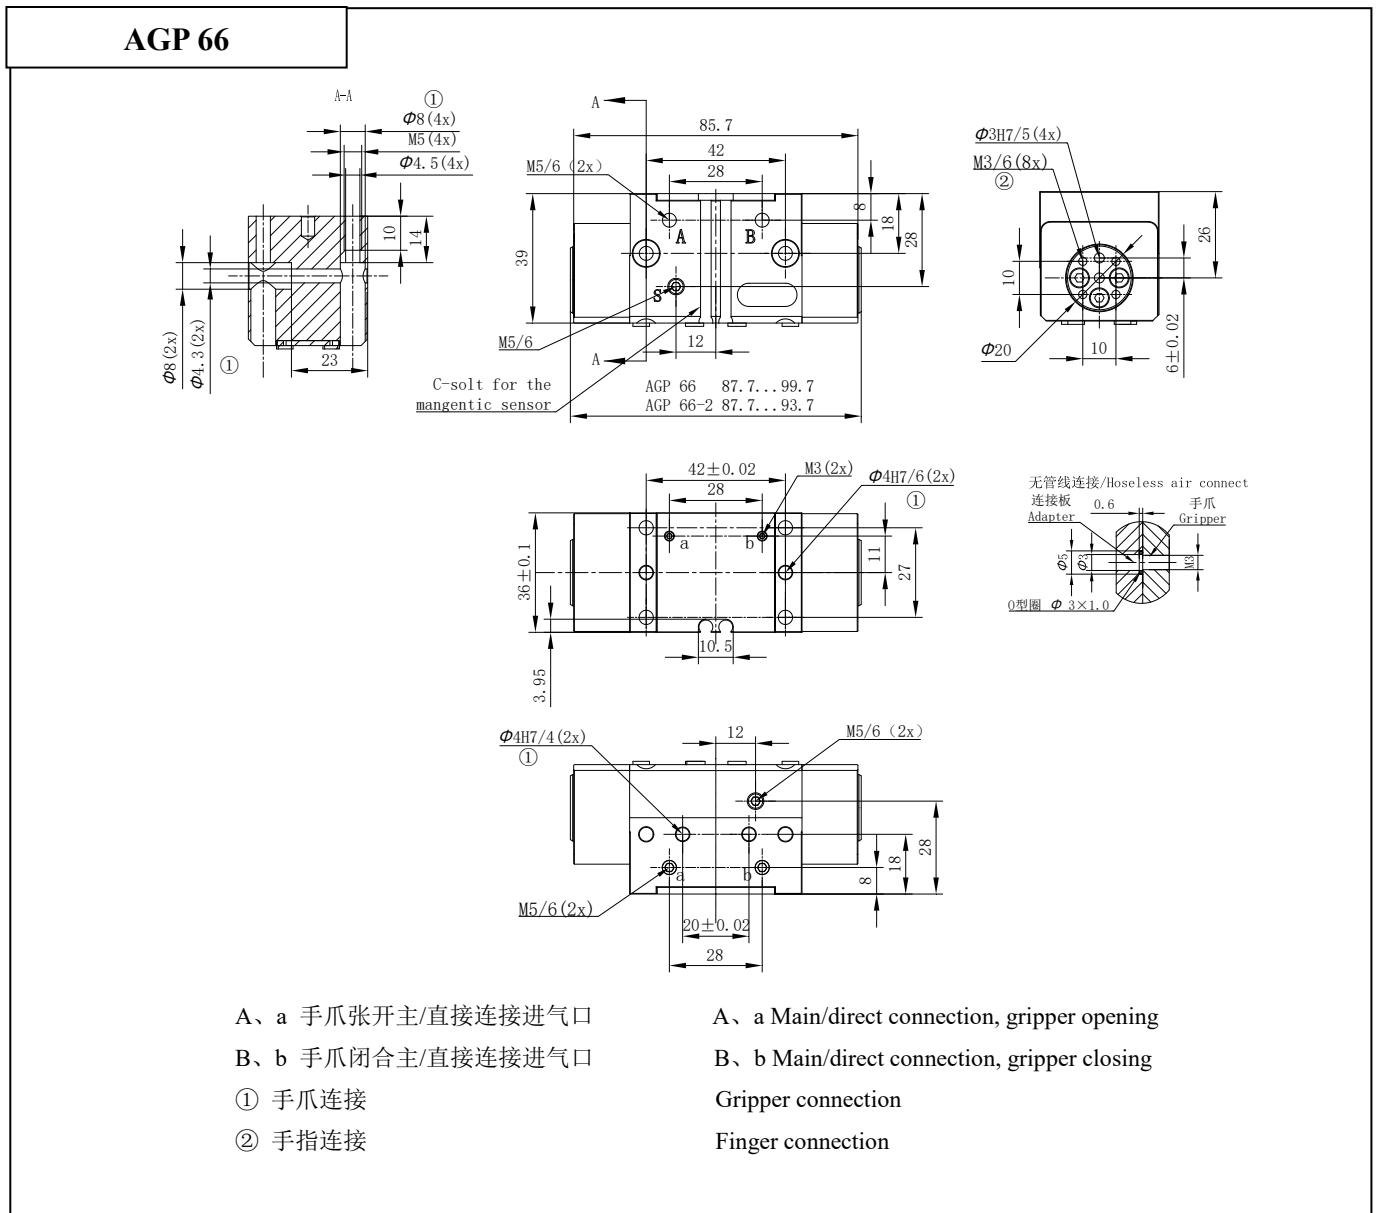 AGP 66
A-A
①
Φ8(4x)
M5(4x)
Φ4.5(4x)
10
14
Φ8(2x)
Φ4.3(2x)
①
23
A
85.7
42
M5/6（2x）
28
8
18
28
39
A
B
S
M5/6
12
A
C-solt for the
mangentic sensor
AGP 66 87.7...99.7
AGP 66-2 87.7...93.7
Φ3H7/5(4x)
M3/6(8x)
②
26
10
Φ20
10
6±0.02
42±0.02
M3(2x)
Φ4H7/6(2x)
①
28
a
b
36±0.1
11
27
10.5
3.95
无管线连接/Hoseless air connect
连接板
Adapter
0.6
手爪
Gripper
Φ5
Φ3
M3
O型圈 Φ 3×1.0
Φ4H7/4(2x)
①
12
M5/6（2x）
a
b
8
18
28
M5/6(2x)
20±0.02
28
A、a 手爪张开主/直接连接进气口 A、a Main/direct connection, gripper opening
B、b 手爪闭合主/直接连接进气口 B、b Main/direct connection, gripper closing
① 手爪连接 Gripper connection
② 手指连接 Finger connection